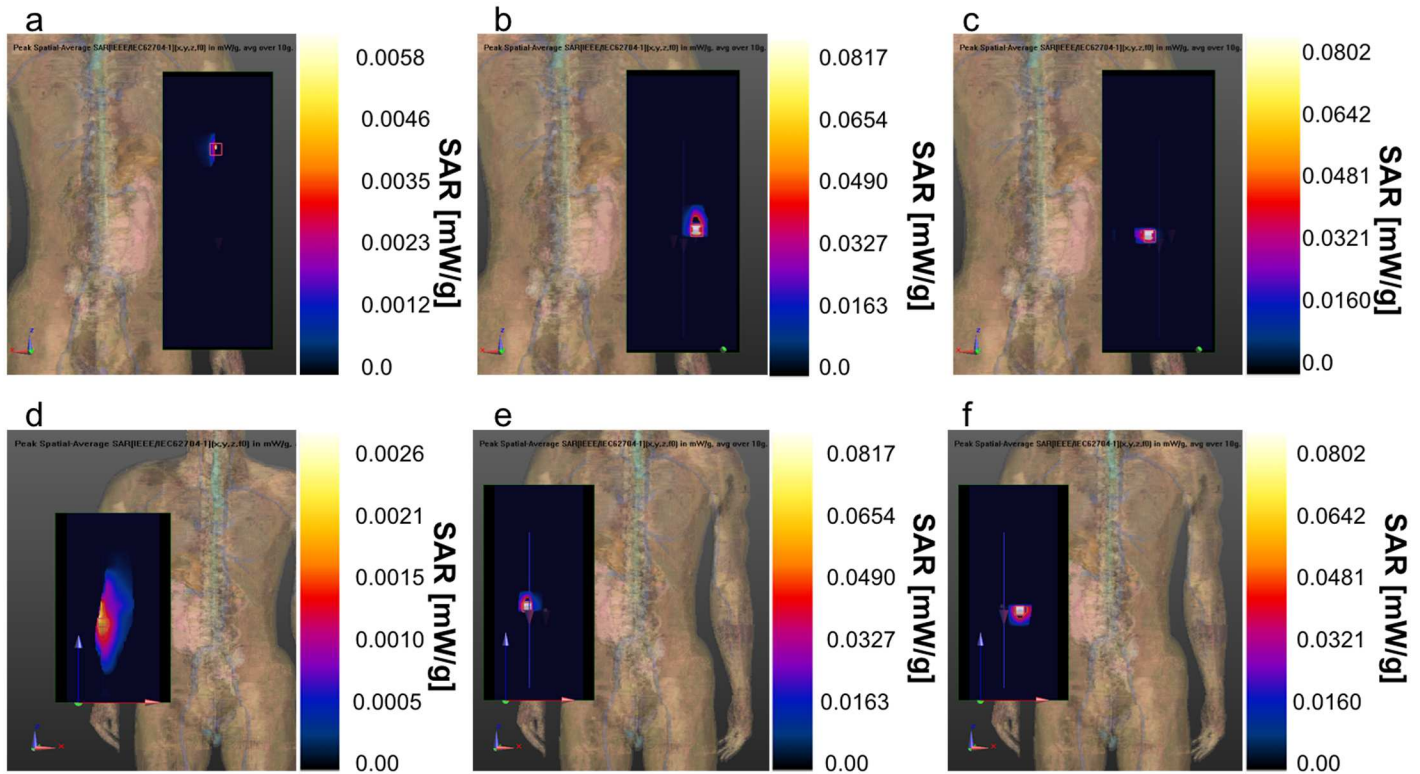 a
Peak Spatial-Average SAR[IEEE/IEC62704-1](x,y,z,f0) in mW/g, avg over 10g.
0.0058
0.0046
0.0035
0.0023
0.0012
0.0
SAR [mW/g]
b
Peak Spatial-Average SAR[IEEE/IEC62704-1](x,y,z,f0) in mW/g, avg over 10g.
0.0817
0.0654
0.0490
0.0327
0.0163
0.0
SAR [mW/g]
c
Peak Spatial-Average SAR[IEEE/IEC62704-1](x,y,z,f0) in mW/g, avg over 10g.
0.0802
0.0642
0.0481
0.0321
0.0160
0.0
SAR [mW/g]
d
Peak Spatial-Average SAR[IEEE/IEC62704-1](x,y,z,f0) in mW/g,
0.0026
0.0021
0.0015
0.0010
0.0005
0.00
SAR [mW/g]
e
Peak Spatial-Average SAR[IEEE/IEC62704-1](x,y,z,f0) in mW/g, avg over 10g.
0.0817
0.0654
0.0490
0.0327
0.0163
0.00
SAR [mW/g]
f
Peak Spatial-Average SAR[IEEE/IEC62704-1](x,y,z,f0) in mW/g, avg over 10g.
0.0802
0.0642
0.0481
0.0321
0.0160
0.00
SAR [mW/g]